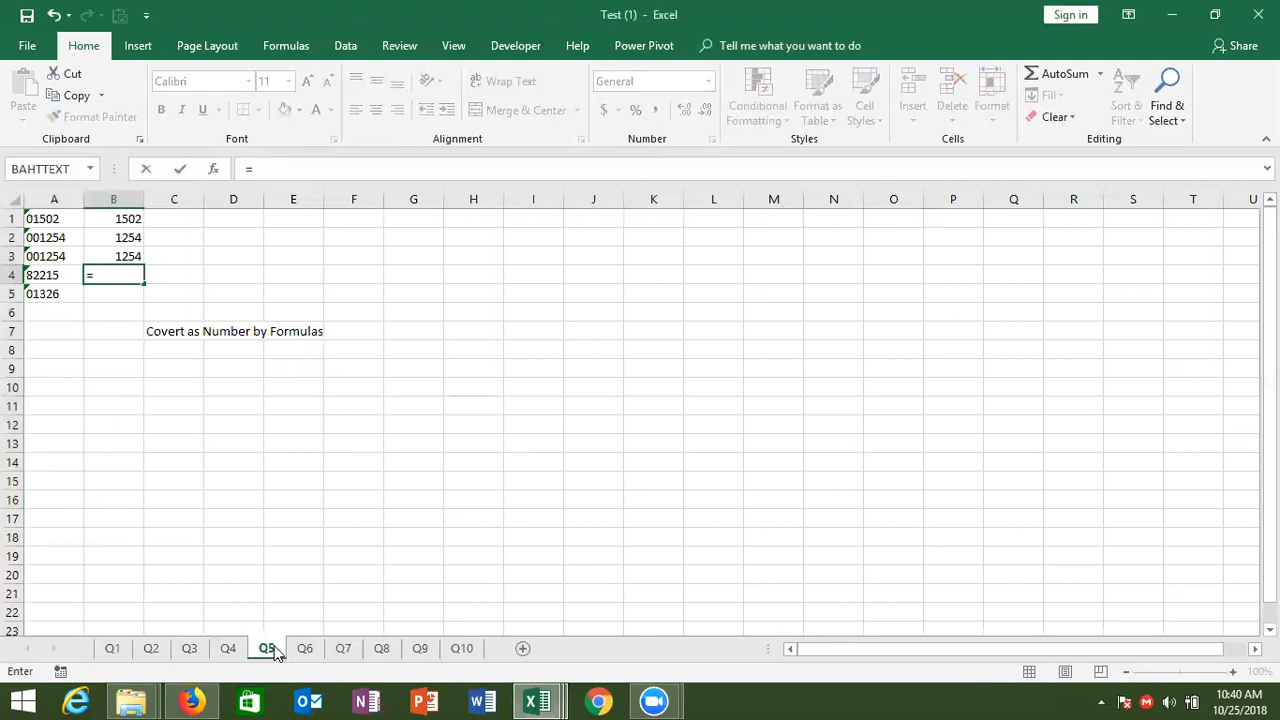 Test (1) - Excel
Sign in
File Home Insert Page Layout Formulas Data Review View Developer Help Power Pivot Tell me what you want to do Share
Paste Cut Copy Format Painter Clipboard
Calibri 11 B I U A A A Font
Wrap Text Merge & Center Alignment
General $ % , Number
Conditional Formatting Format as Table Cell Styles Styles
Insert Delete Format Cells
AutoSum Fill Clear Sort & Filter Find & Select Editing
BAHTTEXT fx =
A B C D E F G H I J K L M N O P Q R S T U
1 01502 1502
2 001254 1254
3 001254 1254
4 82215 =
5 01326
6
7 Covert as Number by Formulas
8
9
10
11
12
13
14
15
16
17
18
19
20
21
22
23
Q1 Q2 Q3 Q4 Q5 Q6 Q7 Q8 Q9 Q10
Enter 100%
10:40 AM
10/25/2018